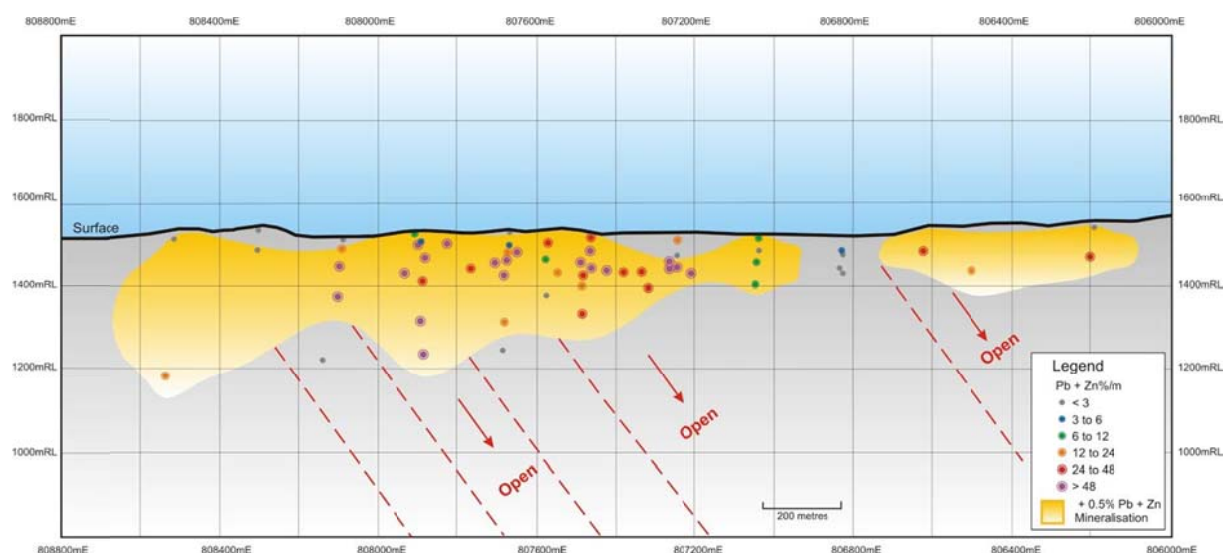 808800mE 808400mE 808000mE 807600mE 807200mE 806800mE 806400mE 806000mE
1800mRL 1800mRL
1600mRL 1600mRL
Surface
1400mRL 1400mRL
Open
1200mRL 1200mRL
Open
Open
1000mRL 1000mRL
200 metres
Legend
Pb + Zn%/m
< 3
3 to 6
6 to 12
12 to 24
24 to 48
> 48
+ 0.5% Pb + Zn
Mineralisation
808800mE 808400mE 808000mE 807600mE 807200mE 806800mE 806400mE 806000mE